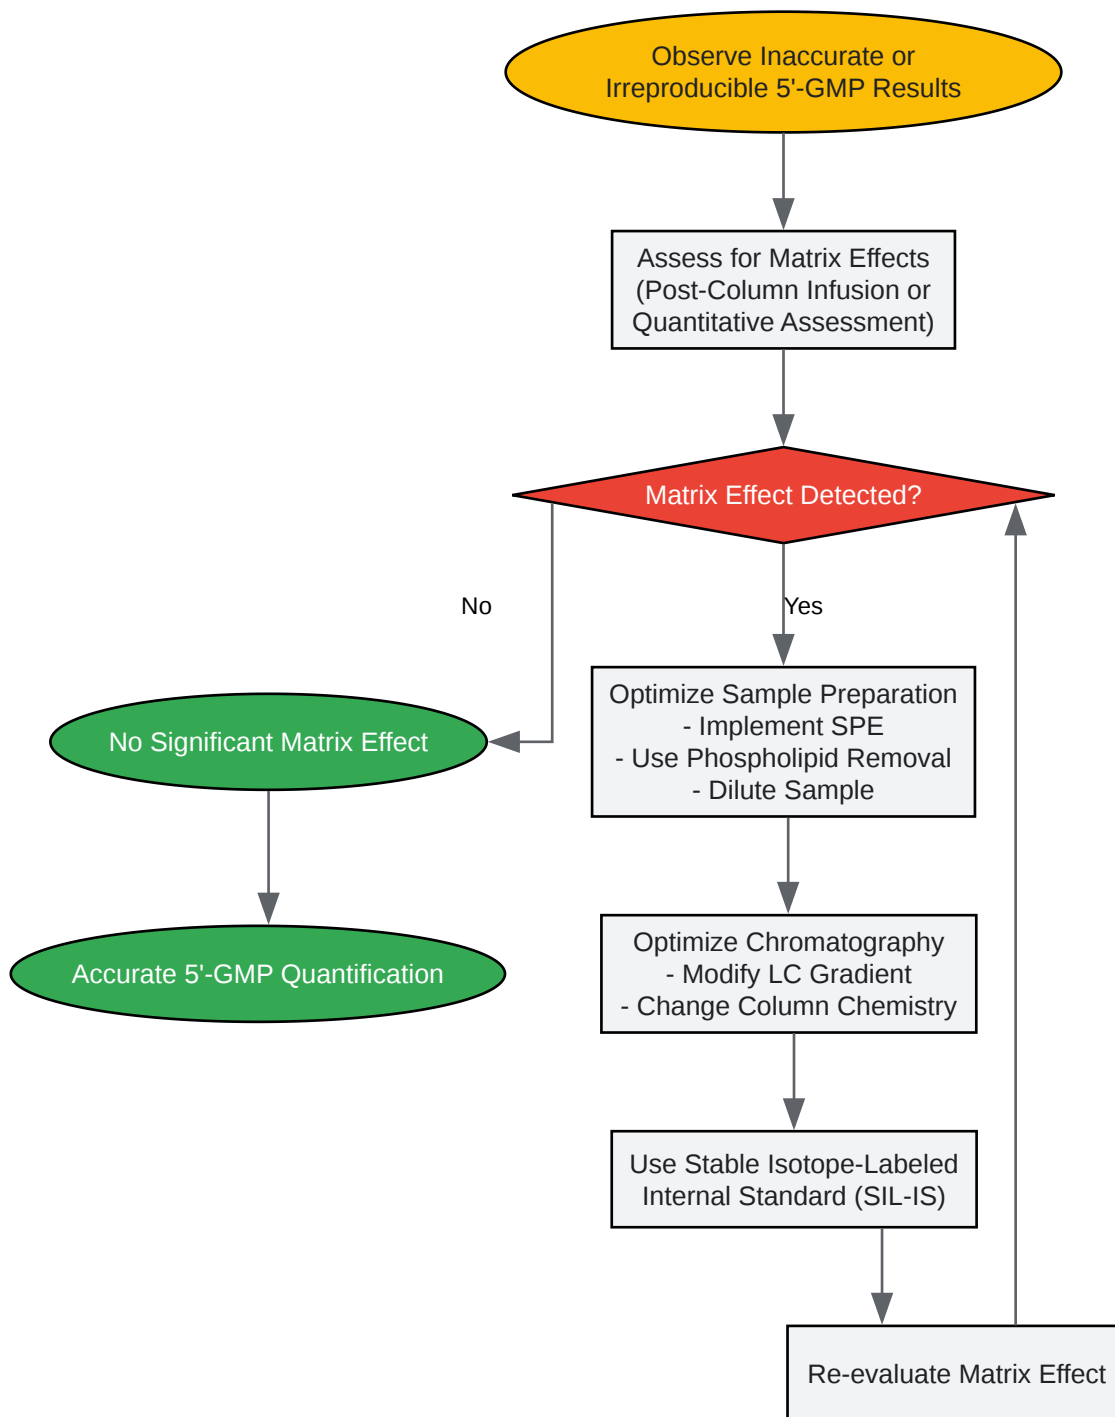 Observe Inaccurate or
Irreproducible 5'-GMP Results
Assess for Matrix Effects
(Post-Column Infusion or
Quantitative Assessment)
Matrix Effect Detected?
No
Yes
Optimize Sample Preparation
- Implement SPE
- Use Phospholipid Removal
- Dilute Sample
No Significant Matrix Effect
Optimize Chromatography
- Modify LC Gradient
- Change Column Chemistry
Accurate 5'-GMP Quantification
Use Stable Isotope-Labeled
Internal Standard (SIL-IS)
Re-evaluate Matrix Effect